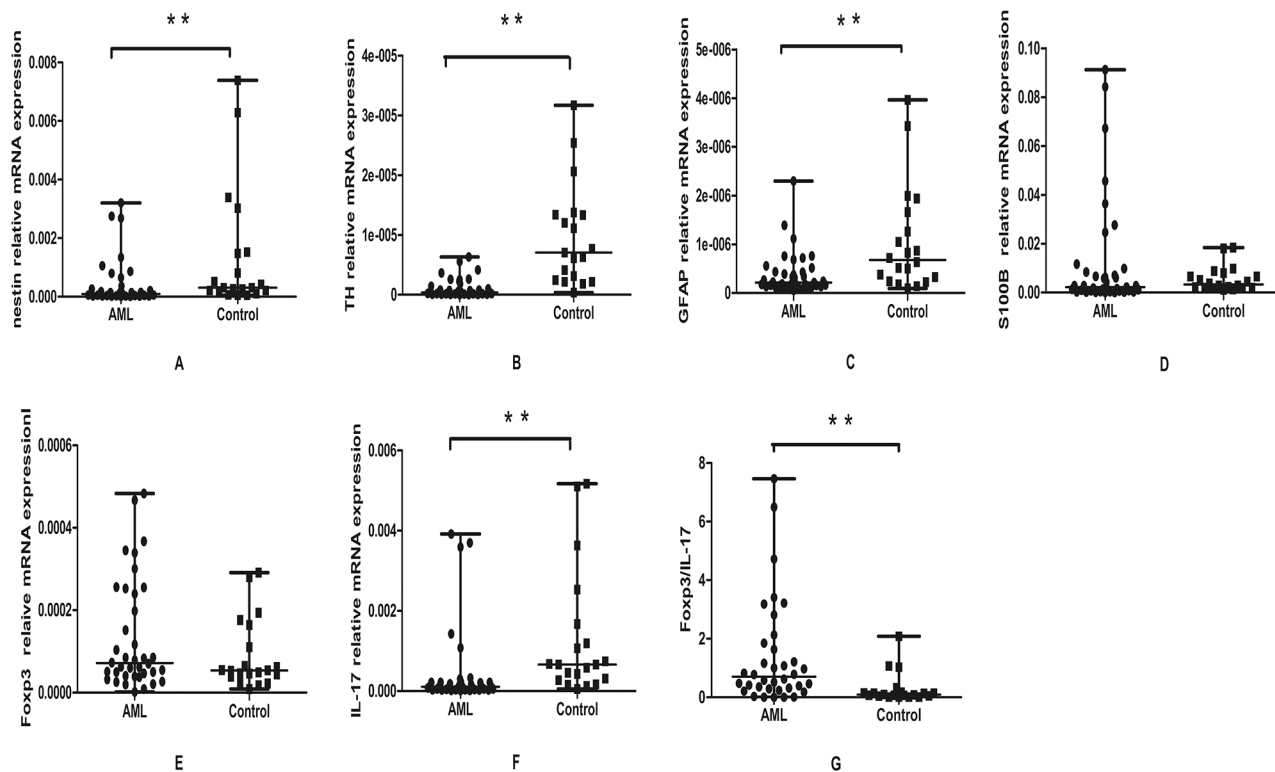 **
nestin relative mRNA expression
0.008
0.006
0.004
0.002
0.000
AML
Control
A
**
TH relative mRNA expression
4e-005
3e-005
2e-005
1e-005
0
AML
Control
B
**
GFAP relative mRNA expression
5e-006
4e-006
3e-006
2e-006
1e-006
0
AML
Control
C
S100B relative mRNA expression
0.10
0.08
0.06
0.04
0.02
0.00
AML
Control
D
Foxp3 relaive mRNA expressionl
0.0006
0.0004
0.0002
0.0000
AML
Control
E
**
IL-17 relative mRNA expression
0.006
0.004
0.002
0.000
AML
Control
F
**
Foxp3/IL-17
8
6
4
2
0
AML
Control
G